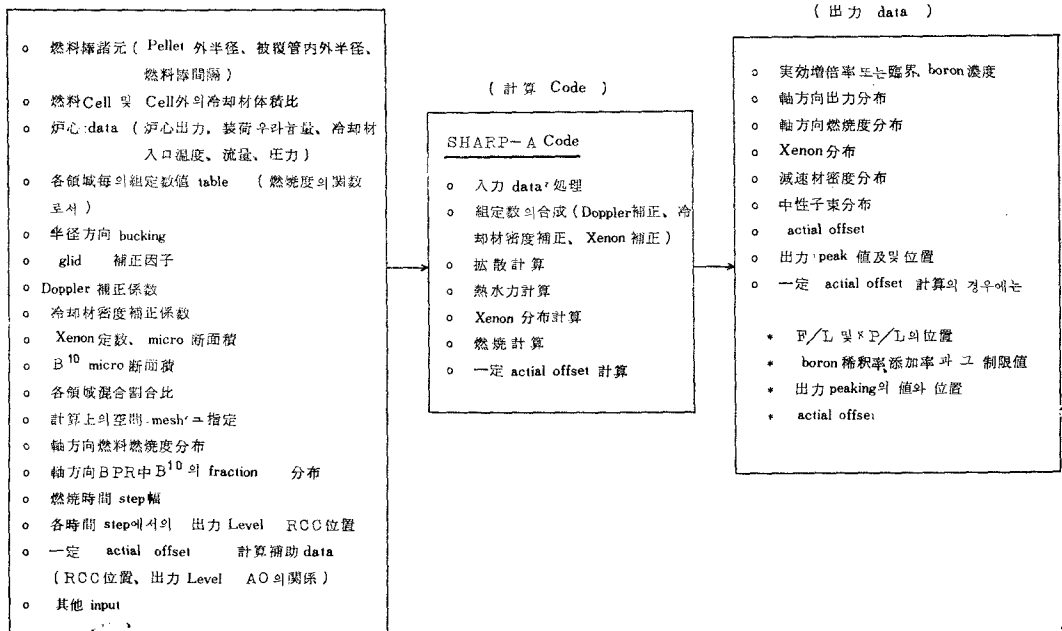 o 燃料棒諸元 ( Pellet 外半径、被覆管内外半径、
燃料棒間隔 )
o 燃料Cell 및 Cell外의 冷却材体積比
o 炉心 data ( 炉心出力, 装荷 우라늄量、冷却材
入口温度、流量、圧力 )
o 各領域毎의 組定数値 table ( 燃焼度의 関数
로서 )
o 半径方向 bucking
o glid 補正因子
o Doppler 補正係数
o 冷却材密度補正係数
o Xenon 定数、micro 断面積
o B¹⁰ micro 断面積
o 各領域混合割合比
o 計算上의 空間 mesh 指定
o 軸方向燃料燃焼度分布
o 軸方向 BPR中 B¹⁰의 fraction 分布
o 燃焼時間 step幅
o 各時間 step에서의 出力 Level RCC位置
o 一定 actial offset 計算補助 data
( RCC位置、出力 Level AO의 関係 )
o 其他 input
( 計算 Code )
SHARP-A Code
o 入力 data 処理
o 組定数의 合成 ( Doppler補正、冷
却材密度補正、Xenon 補正 )
o 拡散計算
o 熱水力計算
o Xenon 分布計算
o 燃焼計算
o 一定 actial offset 計算
( 出力 data )
o 実効増倍率 또는 臨界、boron 濃度
o 軸方向出力分布
o 軸方向燃焼度分布
o Xenon 分布
o 減速材密度分布
o 中性子束分布
o actial offset
o 出力 peak 値及및 位置
o 一定 actial offset 計算의 경우에는
* F/L 및 P/L의 位置
* boron 稀釈率添加率 과 그 制限値
* 出力 peaking의 値와 位置
* actial offset